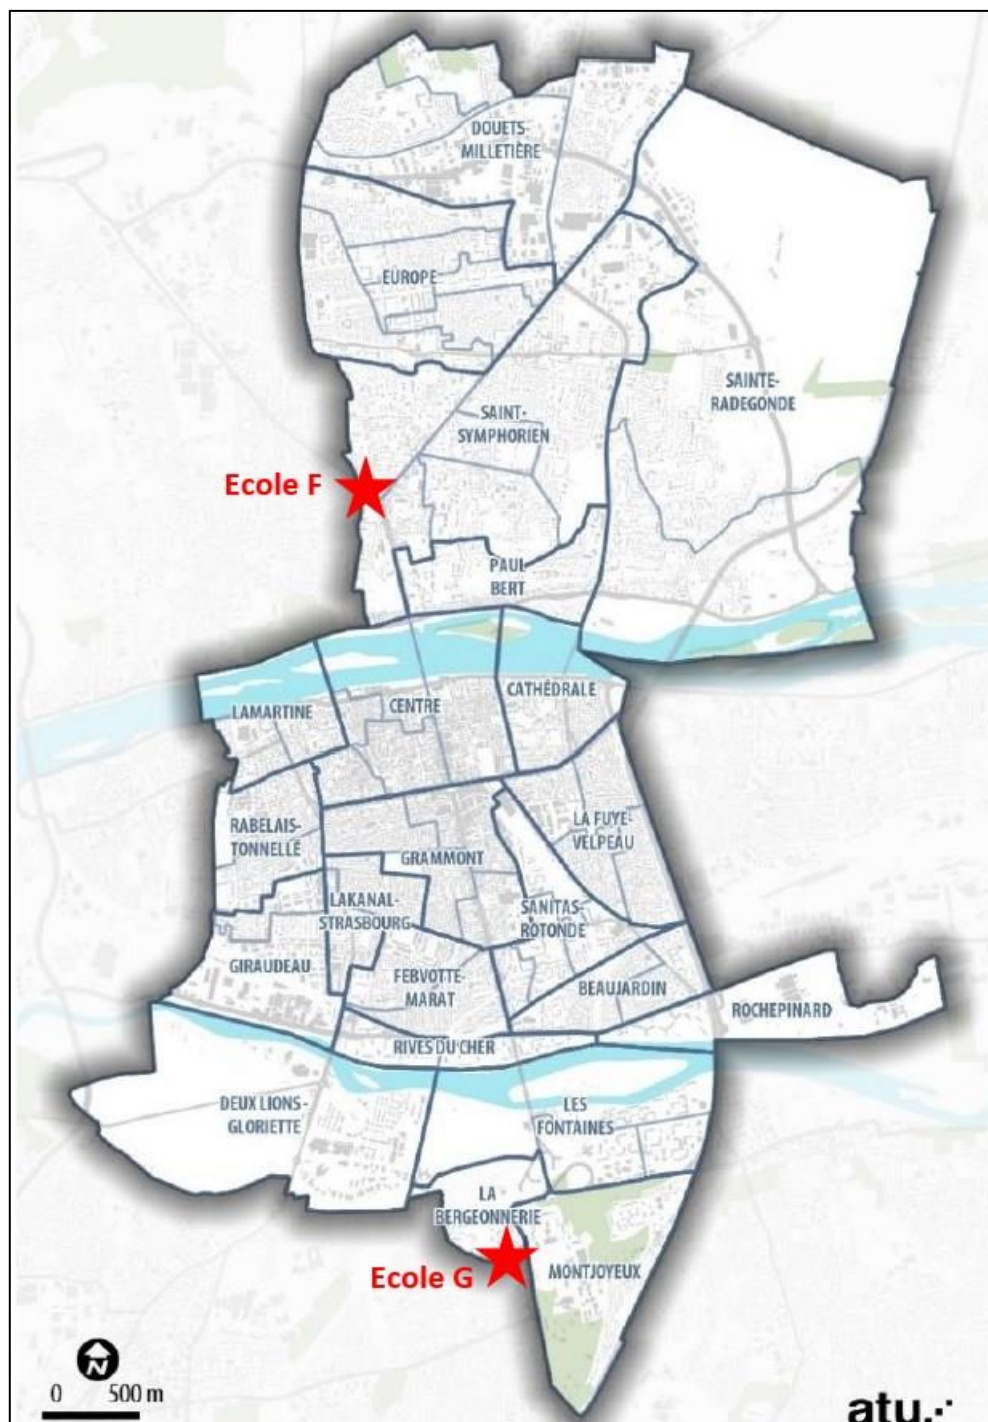 DOUETS-
MILLETIÈRE
EUROPE
SAINTE-
RADEGONDE
SAINT-
SYMPHORIEN
Ecole F
PAUL
BERT
CATHÉDRALE
CENTRE
LAMARTINE
RABELAIS-
TONNELLÉ
LA FUYE-
VELPEAU
GRAMMONT
LAKANAL-
STRASBOURG
SANITAS-
ROTONDE
GIRAUDEAU
FEBVOTTE-
MARAT
BEAUJARDIN
ROCHEPINARD
RIVES DU CHER
DEUX LIONS-
GLORIETTE
LES
FONTAINES
LA
BERGEONNERIE
MONTJOYEUX
Ecole G
N
0 500 m
atu